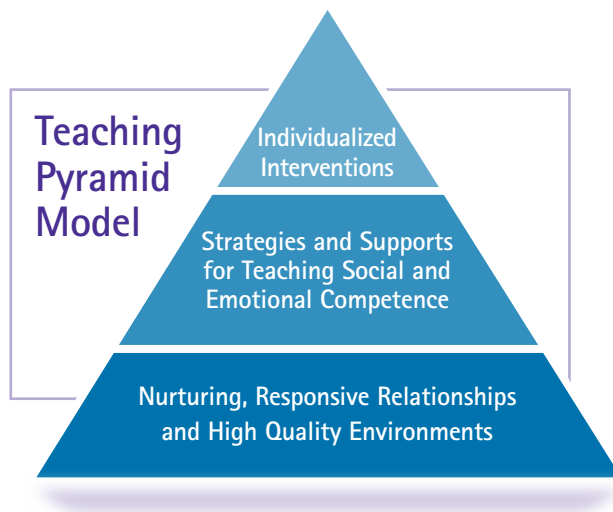 Teaching
Pyramid
Model
Individualized
Interventions
Strategies and Supports
for Teaching Social and
Emotional Competence
Nurturing, Responsive Relationships
and High Quality Environments